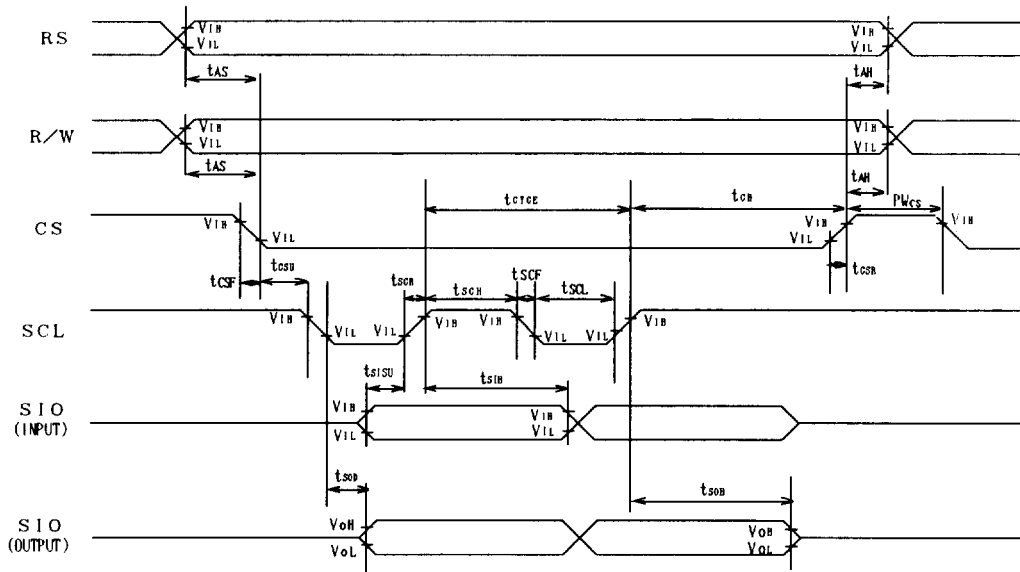 RS
VIH
VIL
tAS
VIH
VIL
tAH
R/W
VIH
VIL
tAS
VIH
VIL
tAH
CS
VIH
VIL
tCSF
tCSU
tCYCE
tCH
VIH
VIL
PWCS
VIH
tCSR
SCL
VIH
VIL
VIL
tSCR
tSCH
tSCF
tSCL
VIH
VIH
VIL
VIL
VIH
tSISU
tSIH
SIO
(INPUT)
VIH
VIL
VIH
VIL
tSOD
tSOH
SIO
(OUTPUT)
VOH
VOL
VOH
VOL